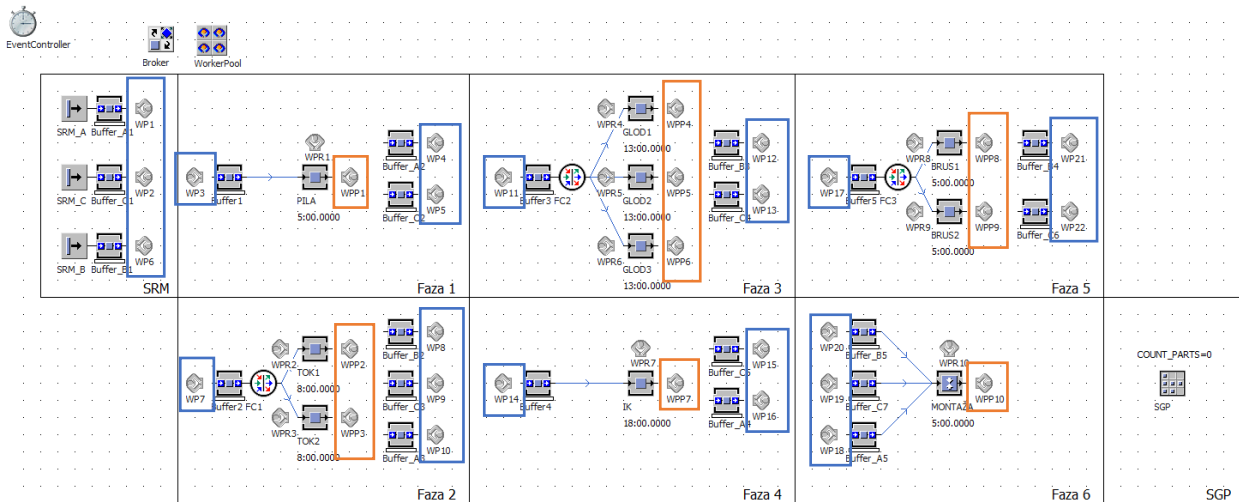 EventController
Broker
WorkerPool
SRM_A
Buffer_A1
WP1
SRM_C
Buffer_C1
WP2
SRM_B
Buffer_B1
WP6
SRM
WP3
Buffer1
WPR1
PILA
5:00.0000
WPP1
Buffer_A2
WP4
Buffer_C2
WP5
Faza 1
WP11
Buffer3
FC2
WPR4
GLOD1
13:00.0000
WPP4
WPR5
GLOD2
13:00.0000
WPP5
WPR6
GLOD3
13:00.0000
WPP6
Buffer_B3
WP12
Buffer_C4
WP13
Faza 3
WP17
Buffer5
FC3
WPR8
BRUS1
5:00.0000
WPP8
WPR9
BRUS2
5:00.0000
WPP9
Buffer_B4
WP21
Buffer_C6
WP22
Faza 5
WP7
Buffer2
FC1
WPR2
TOK1
8:00.0000
WPP2
WPR3
TOK2
8:00.0000
WPP3
Buffer_B2
WP8
Buffer_C3
WP9
Buffer_A3
WP10
Faza 2
WP14
Buffer4
WPR7
IK
18:00.0000
WPP7
Buffer_C5
WP15
Buffer_A4
WP16
Faza 4
WP20
Buffer_B5
WP19
Buffer_C7
WP18
Buffer_A5
WPR10
MONTAZA
5:00.0000
WPP10
Faza 6
COUNT_PARTS=0
SGP
SGP